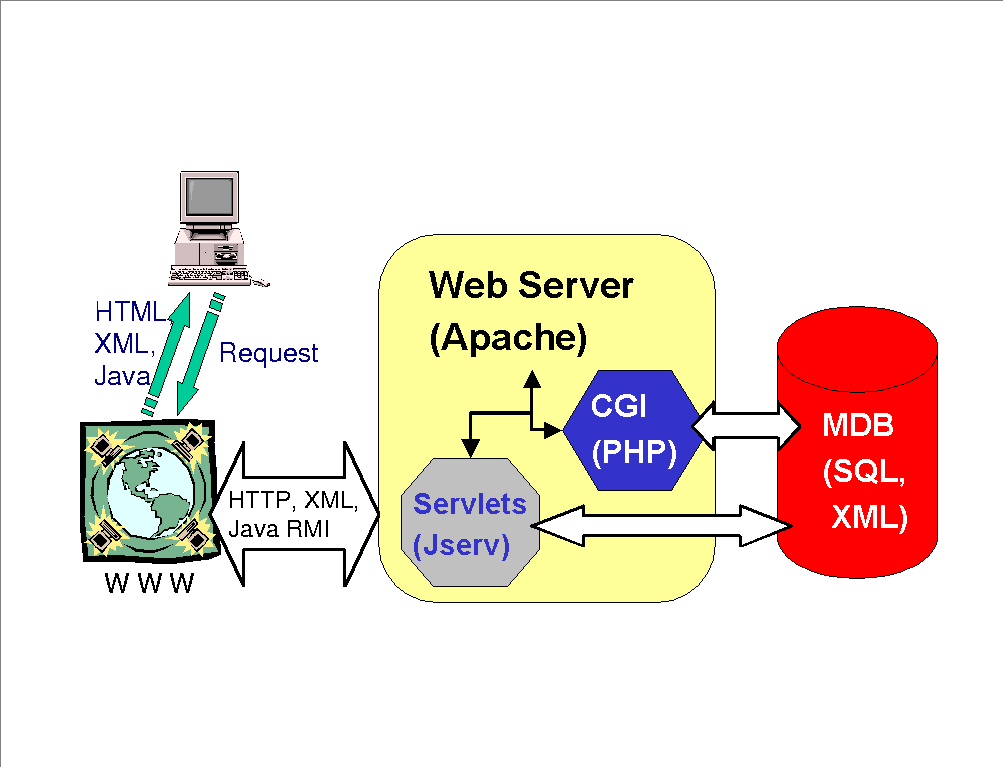 HTML
XML,
Java
Request
W W W
HTTP, XML,
Java RMI
Web Server
(Apache)
CGI
(PHP)
Servlets
(Jserv)
MDB
(SQL,
XML)